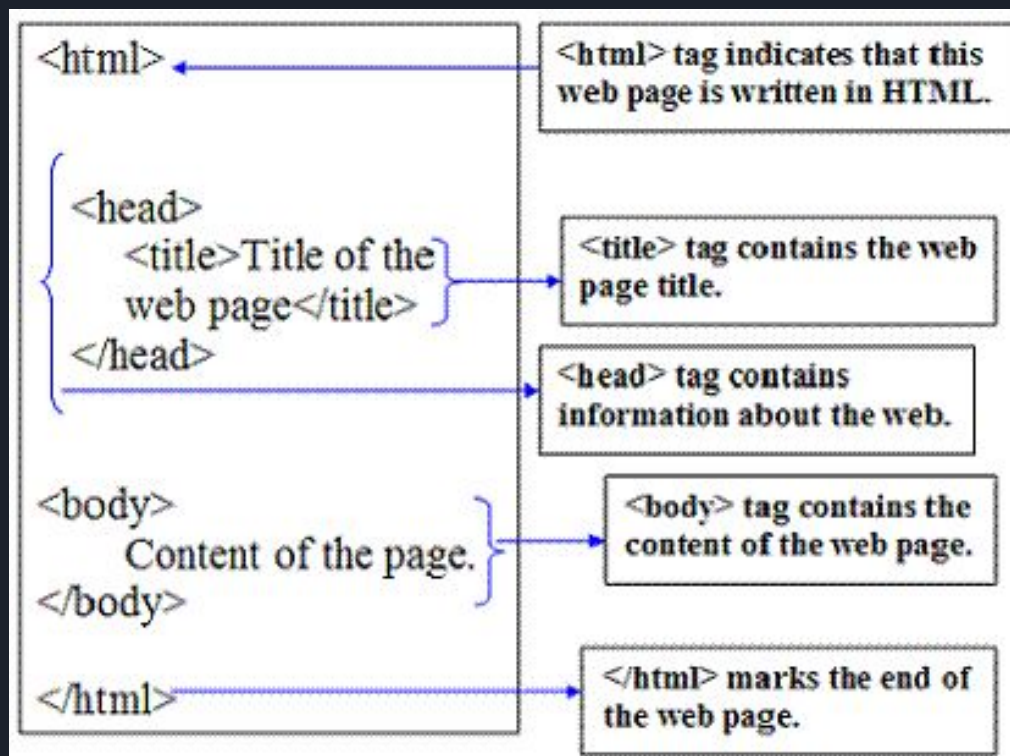 <html>
<html> tag indicates that this
web page is written in HTML.
<head>
<title>Title of the
web page</title>
</head>
<title> tag contains the web
page title.
<head> tag contains
information about the web.
<body>
Content of the page.
</body>
<body> tag contains the
content of the web page.
</html>
</html> marks the end of
the web page.